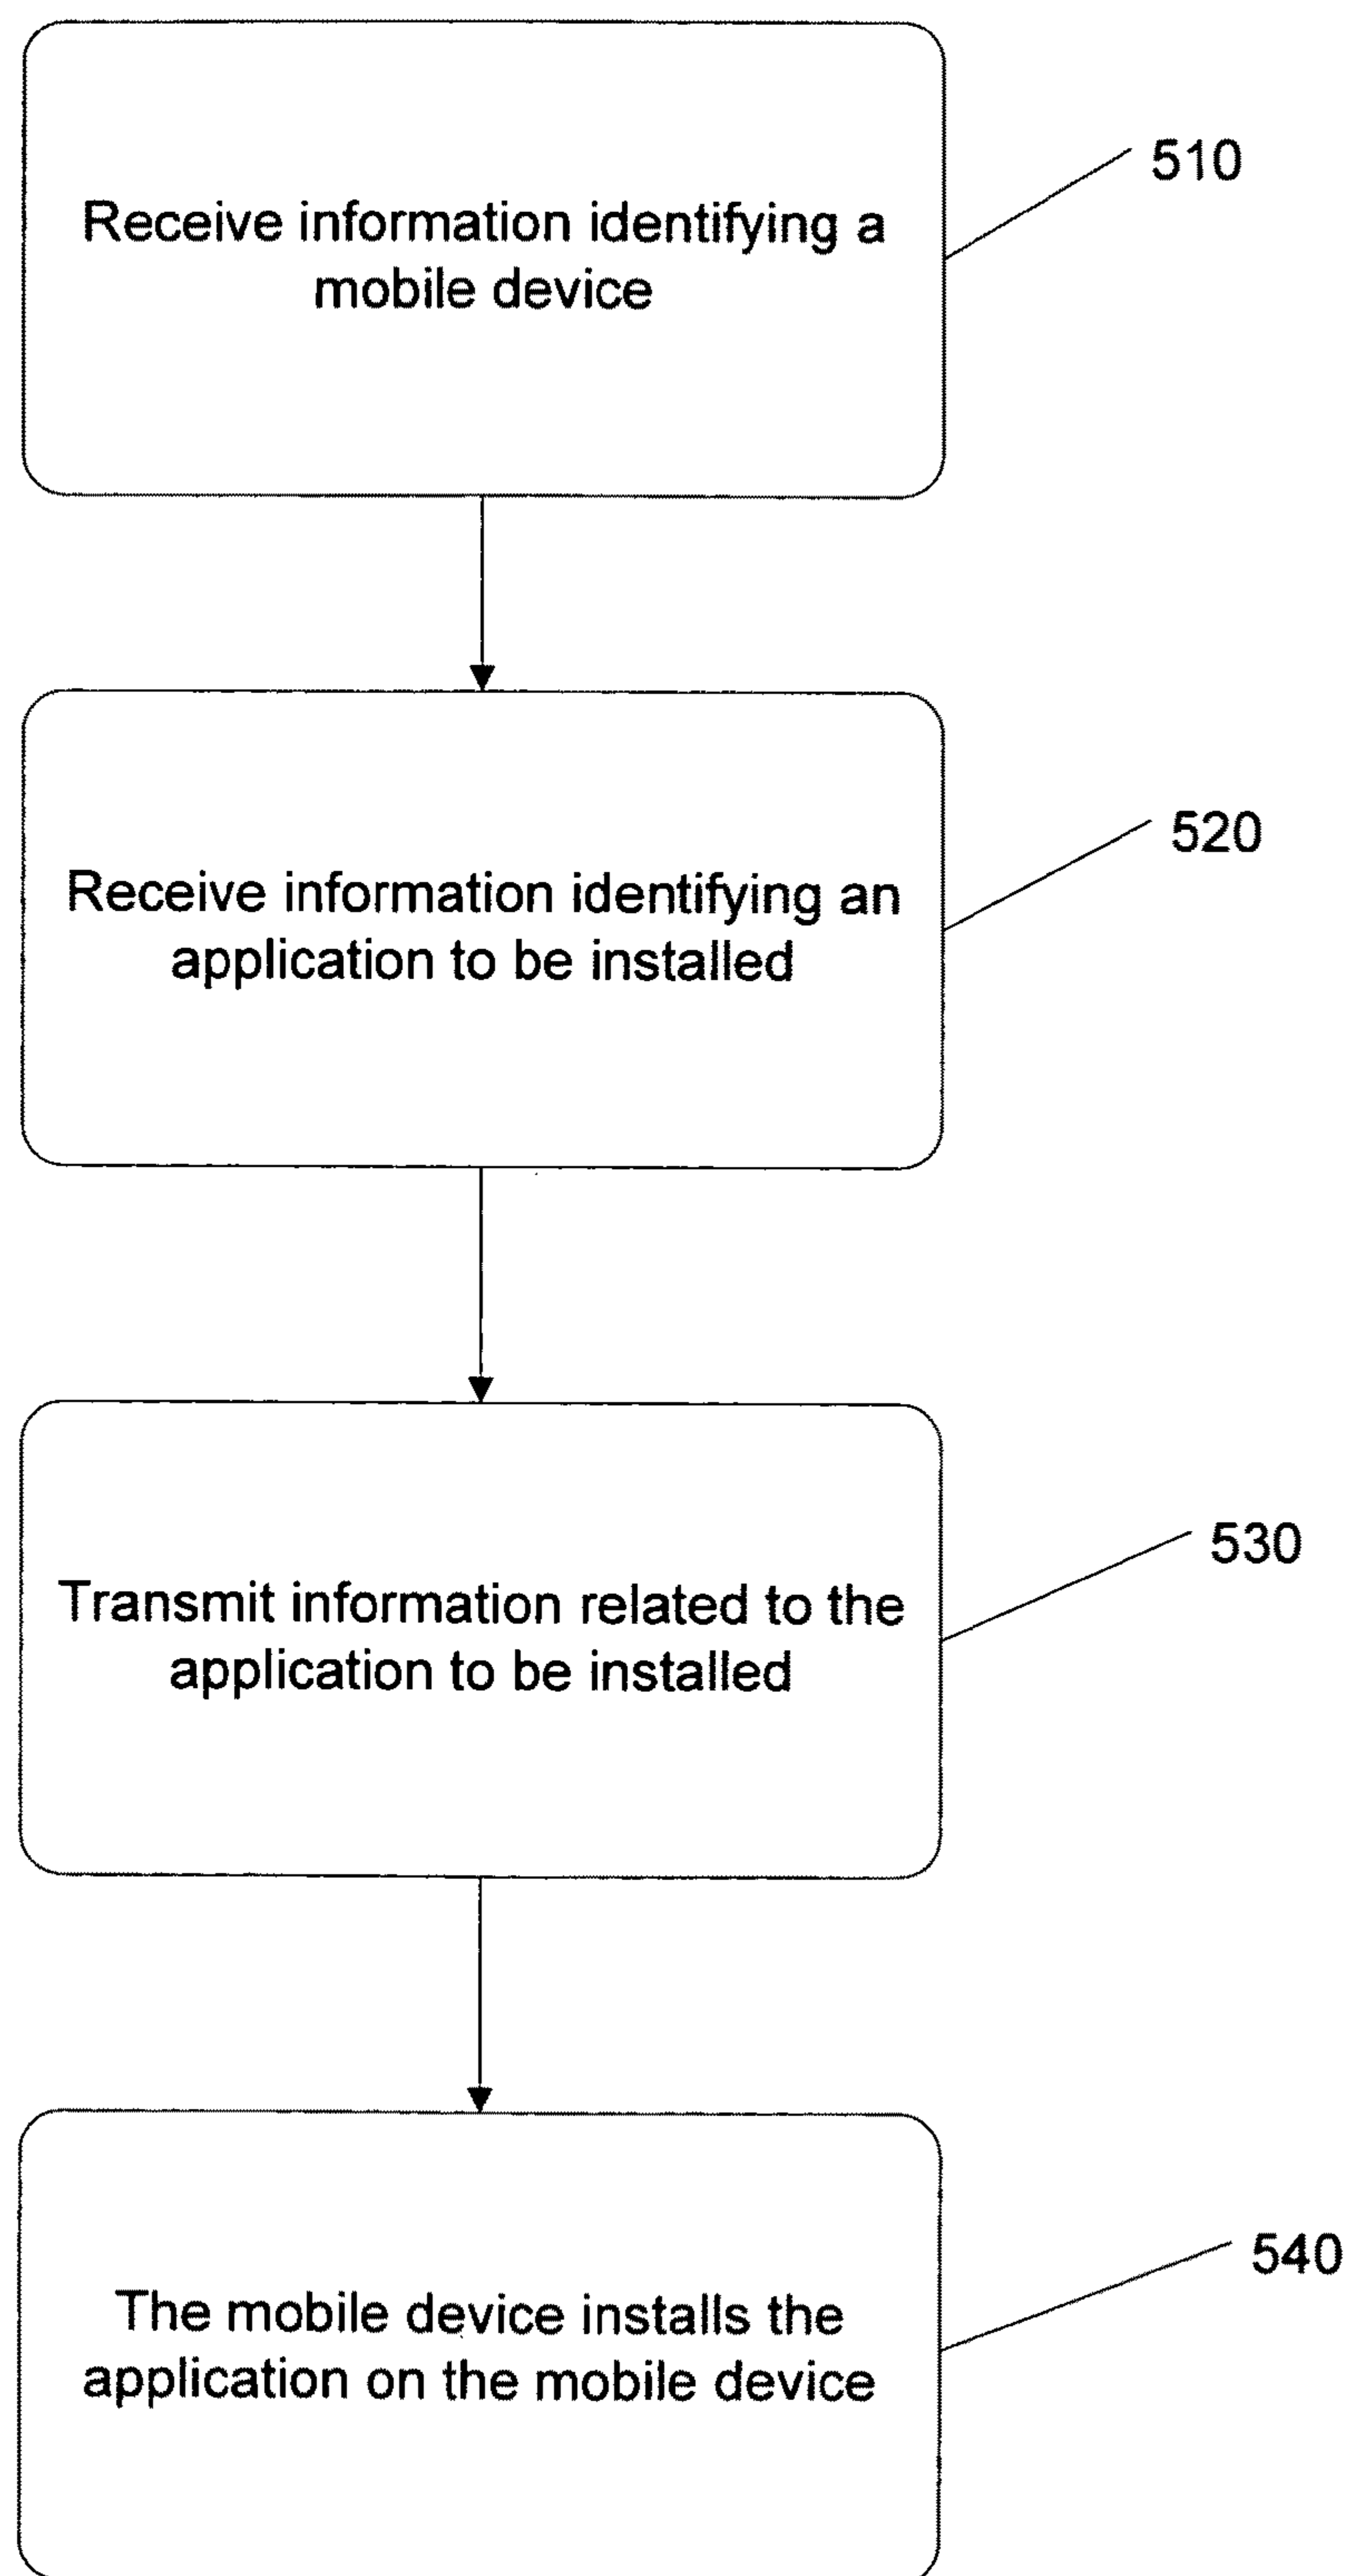 Receive information identifying a
mobile device
510
Receive information identifying an
application to be installed
520
Transmit information related to the
application to be installed
530
The mobile device installs the
application on the mobile device
540